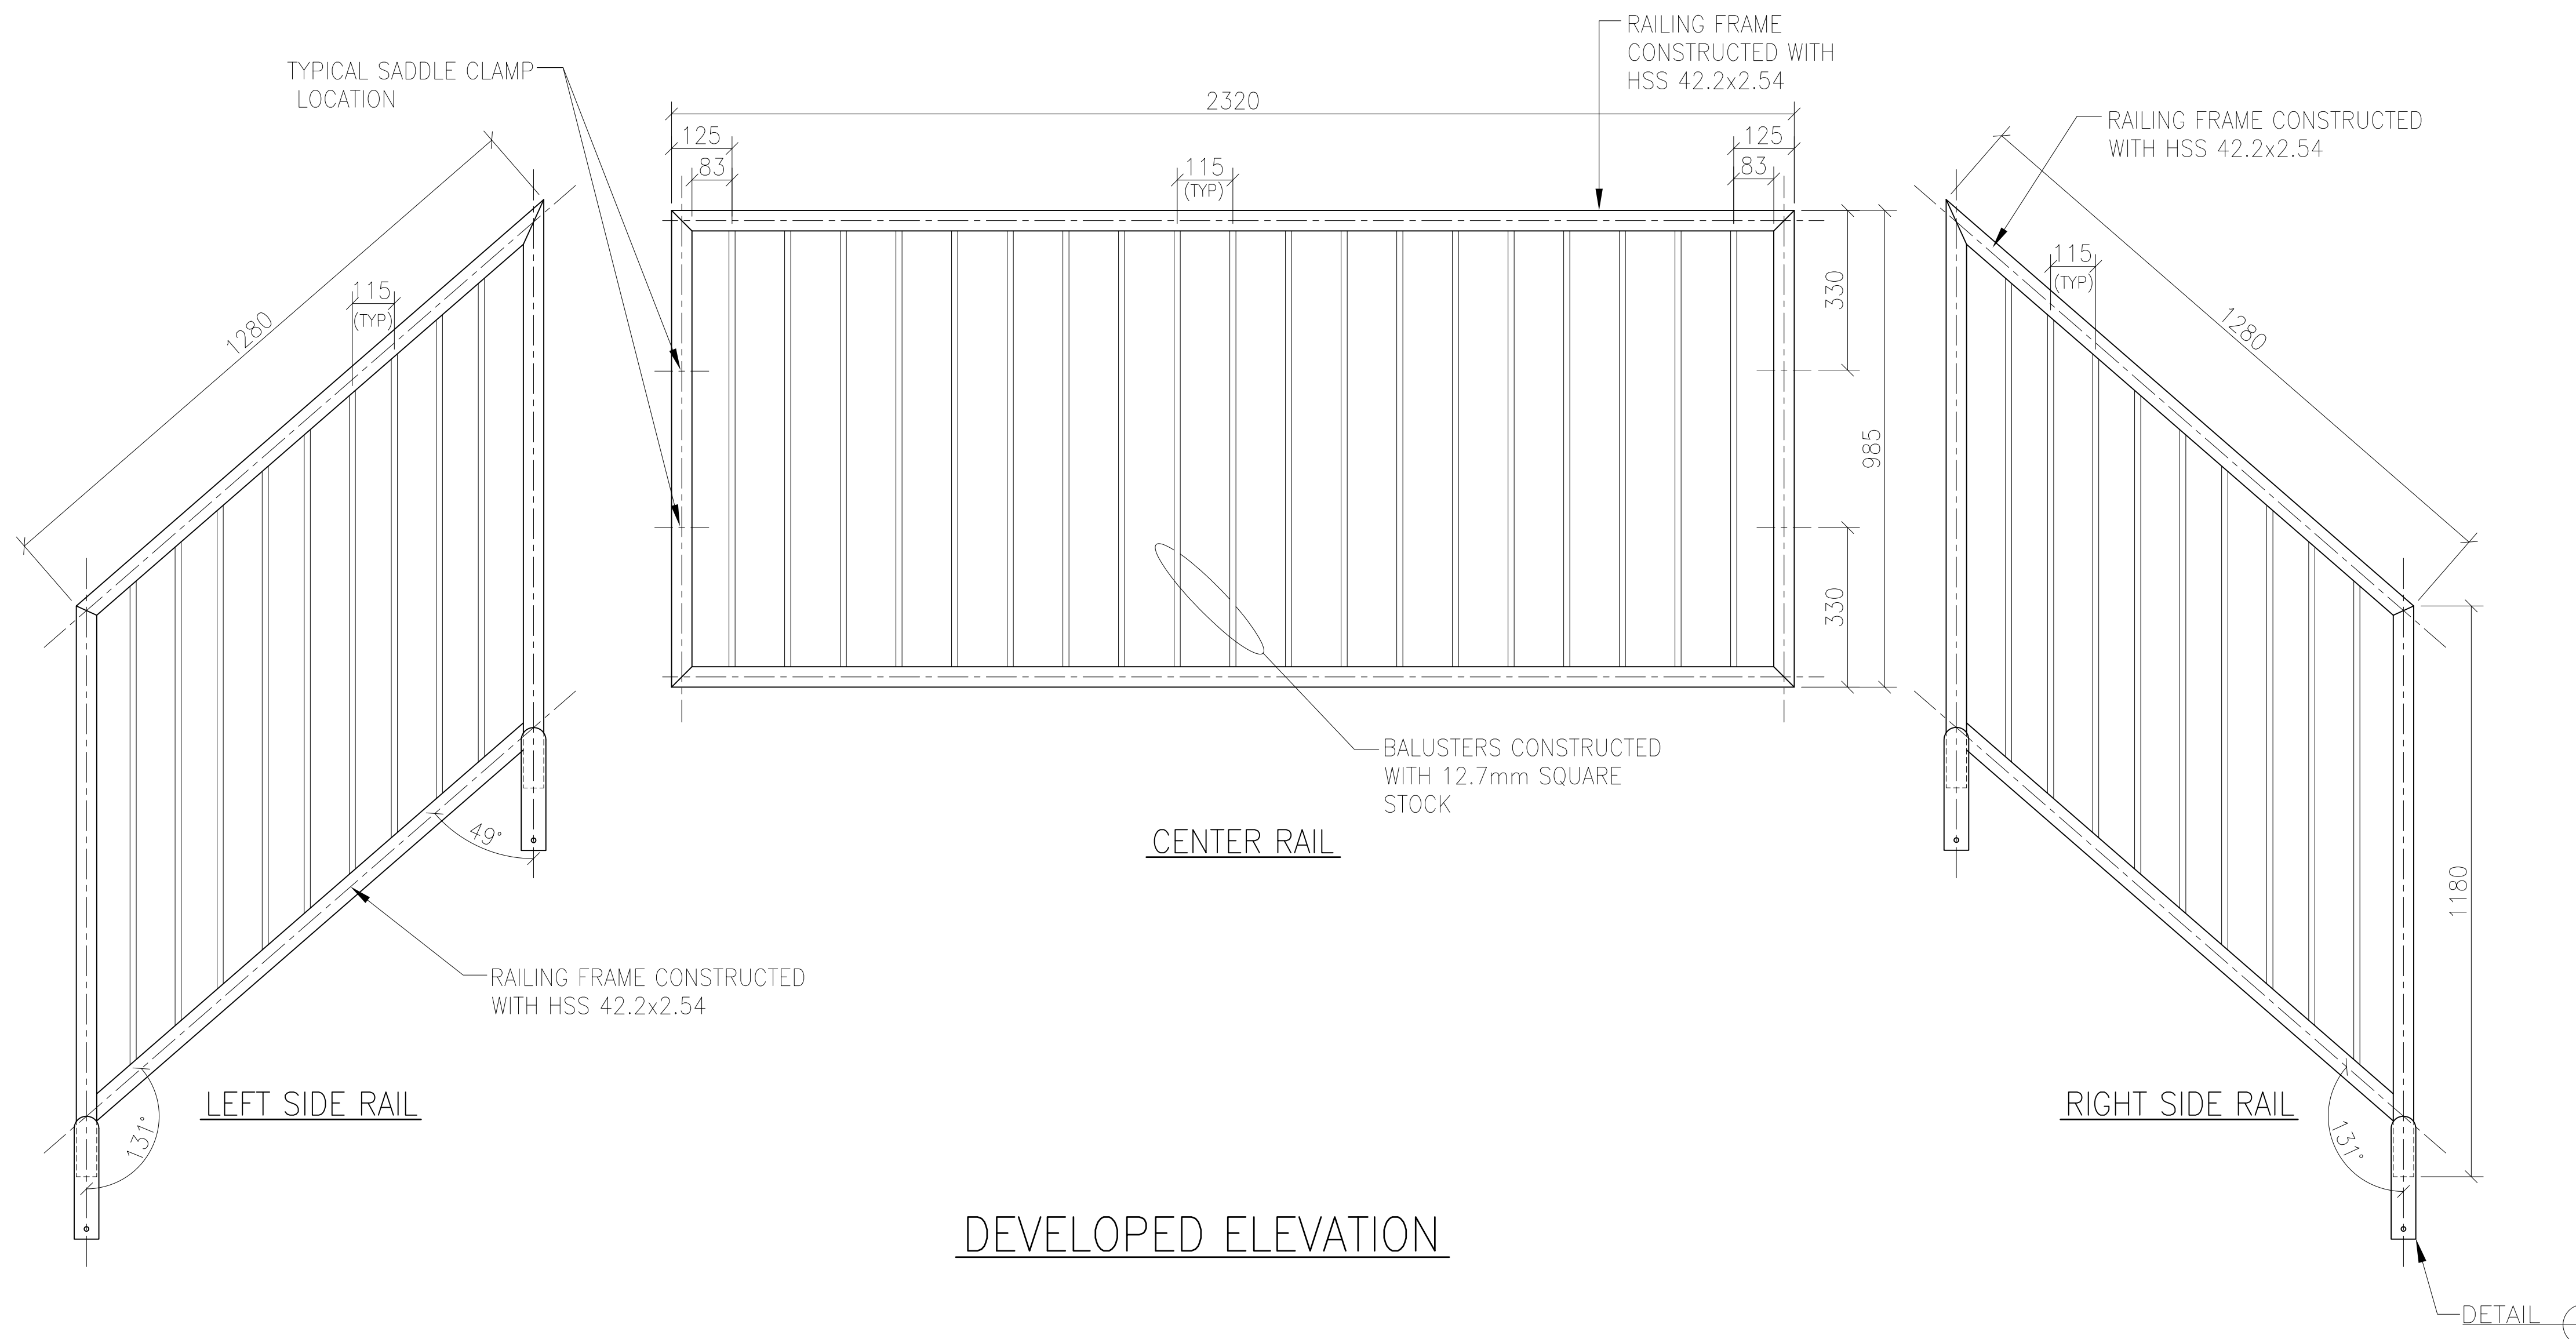 RAILING FRAME
CONSTRUCTED WITH
HSS 42.2x2.54
TYPICAL SADDLE CLAMP
LOCATION
2320
125
83
115
(TYP)
125
83
RAILING FRAME CONSTRUCTED
WITH HSS 42.2x2.54
1280
115
(TYP)
330
985
330
115
(TYP)
1280
BALUSTERS CONSTRUCTED
WITH 12.7mm SQUARE
STOCK
CENTER RAIL
49°
1180
RAILING FRAME CONSTRUCTED
WITH HSS 42.2x2.54
LEFT SIDE RAIL
131°
RIGHT SIDE RAIL
131°
DEVELOPED ELEVATION
DETAIL